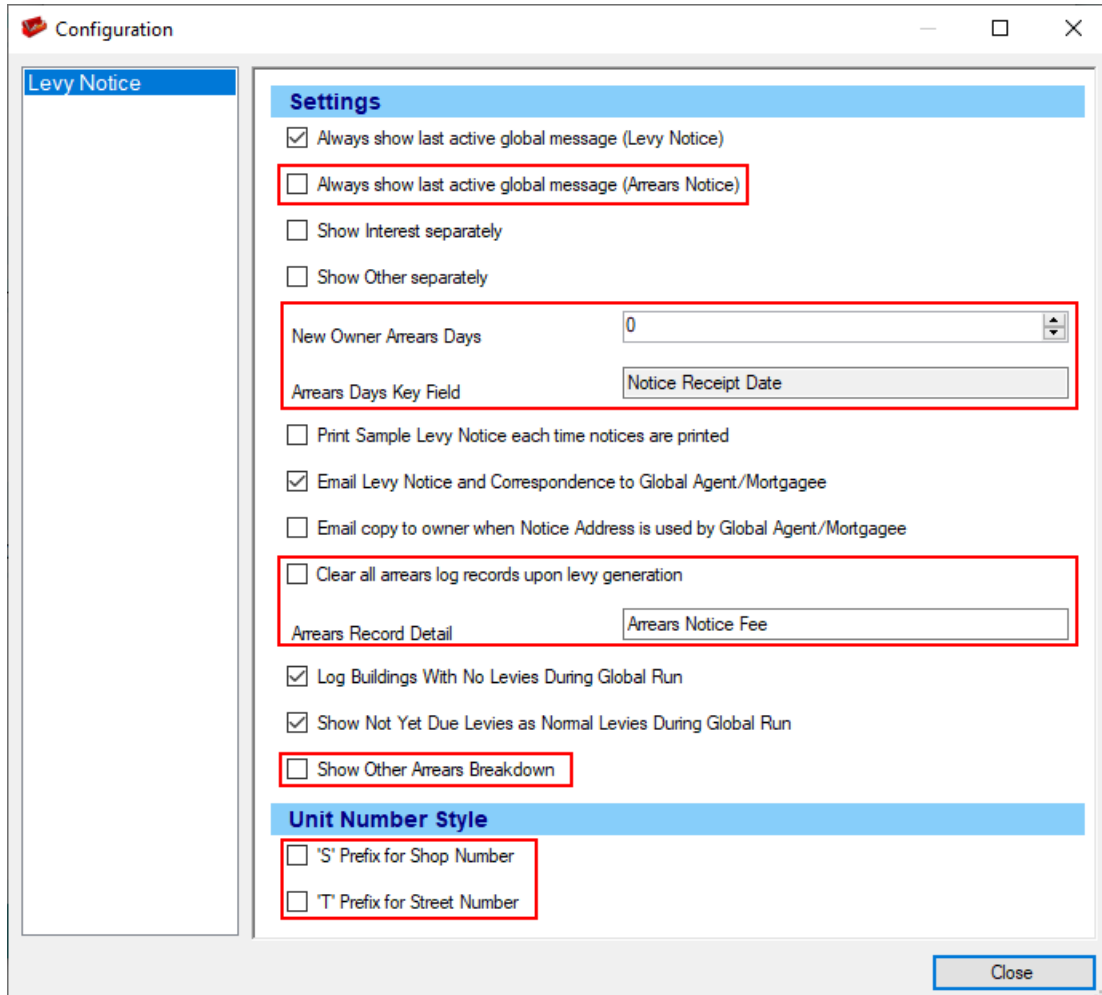 Configuration
Levy Notice
Settings
Always show last active global message (Levy Notice)
Always show last active global message (Arrears Notice)
Show Interest separately
Show Other separately
New Owner Arrears Days 0
Arrears Days Key Field Notice Receipt Date
Print Sample Levy Notice each time notices are printed
Email Levy Notice and Correspondence to Global Agent/Mortgagee
Email copy to owner when Notice Address is used by Global Agent/Mortgagee
Clear all arrears log records upon levy generation
Arrears Record Detail Arrears Notice Fee
Log Buildings With No Levies During Global Run
Show Not Yet Due Levies as Normal Levies During Global Run
Show Other Arrears Breakdown
Unit Number Style
'S' Prefix for Shop Number
'T' Prefix for Street Number
Close